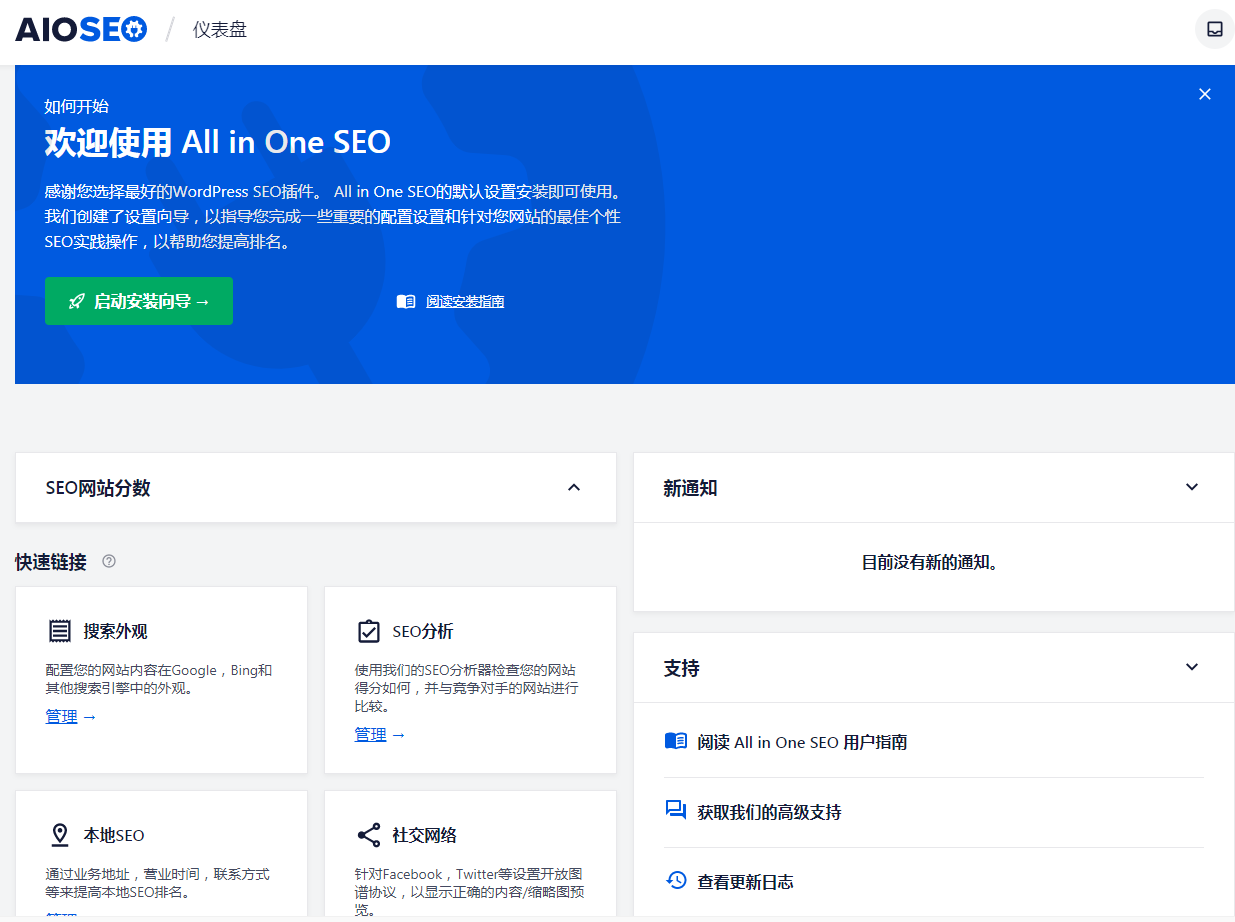 AIOSEO / 仪表盘
如何开始
欢迎使用 All in One SEO
感谢您选择最好的WordPress SEO插件。 All in One SEO的默认设置安装即可使用。
我们创建了设置向导，以指导您完成一些重要的配置设置和针对您网站的最佳个性
SEO实践操作，以帮助您提高排名。
启动安装向导→
阅读安装指南
SEO网站分数
快速链接
搜索外观
配置您的网站内容在Google，Bing和
其他搜索引擎中的外观。
管理 →
SEO分析
使用我们的SEO分析器检查您的网站
得分如何，并与竞争对手的网站进行
比较。
管理 →
本地SEO
通过业务地址，营业时间，联系方式
等来提高本地SEO排名。
管理
社交网络
针对Facebook，Twitter等设置开放图
谱协议，以显示正确的内容/缩略图预
览。
新通知
目前没有新的通知。
支持
阅读 All in One SEO 用户指南
获取我们的高级支持
查看更新日志